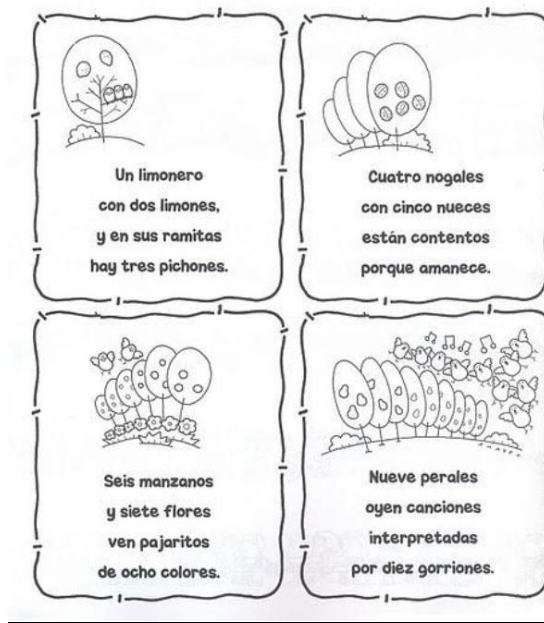 Un limonero
con dos limones,
y en sus ramitas
hay tres pichones.
Cuatro nogales
con cinco nueces
están contentos
porque amanece.
Seis manzanos
y siete flores
ven pajaritos
de ocho colores.
Nueve perales
oyen canciones
interpretadas
por diez gorriones.